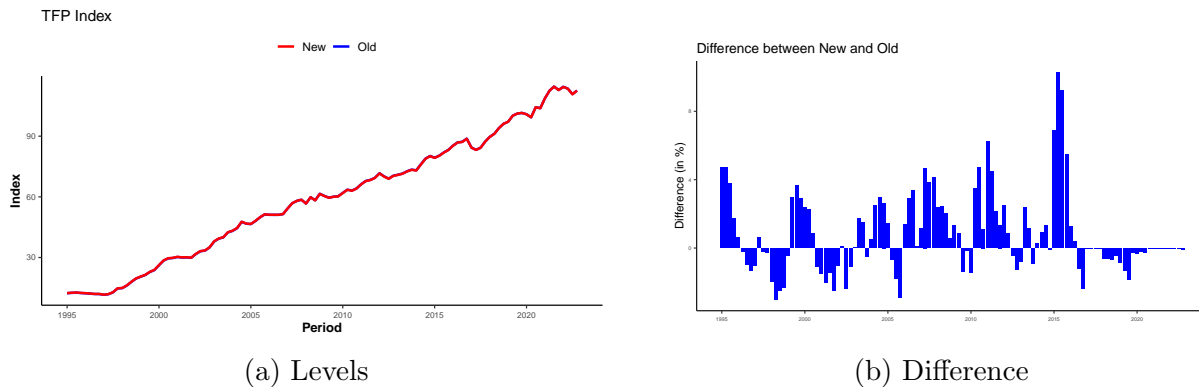 TFP Index
New Old
Index
90
60
30
1995 2000 2005 2010 2015 2020
Period
(a) Levels
Difference between New and Old
Difference (in %)
8
4
0
1995 2000 2005 2010 2015 2020
(b) Difference